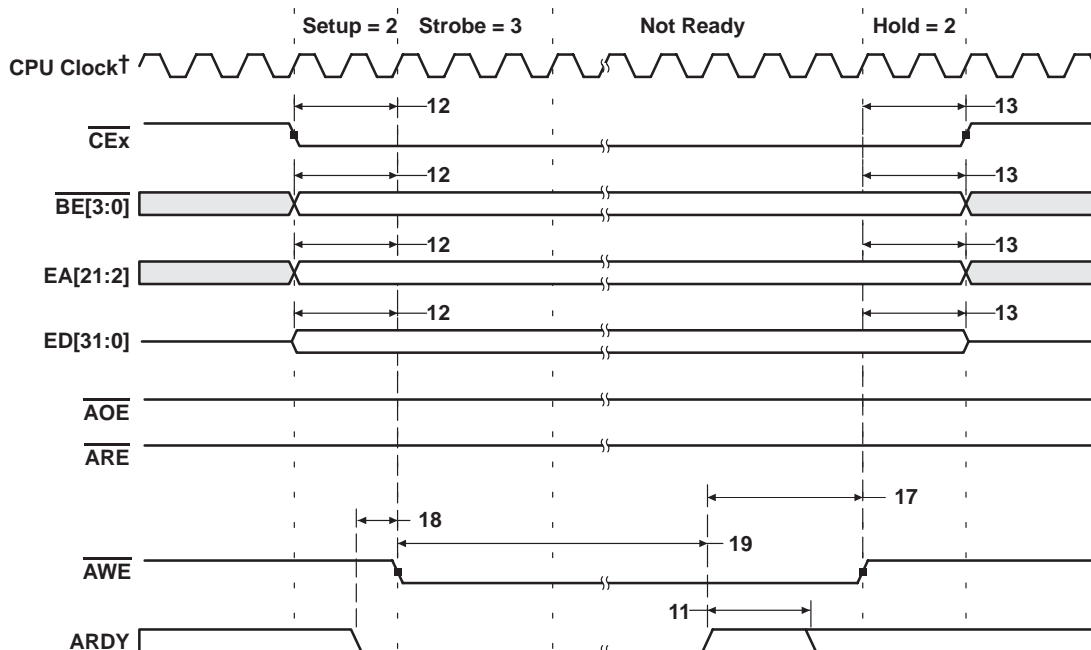 Setup = 2 Strobe = 3 Not Ready Hold = 2
CPU Clock†
12 13
CEx
12 13
BE[3:0]
12 13
EA[21:2]
12 13
ED[31:0]
AOE
ARE
17
18
19
AWE
11
ARDY